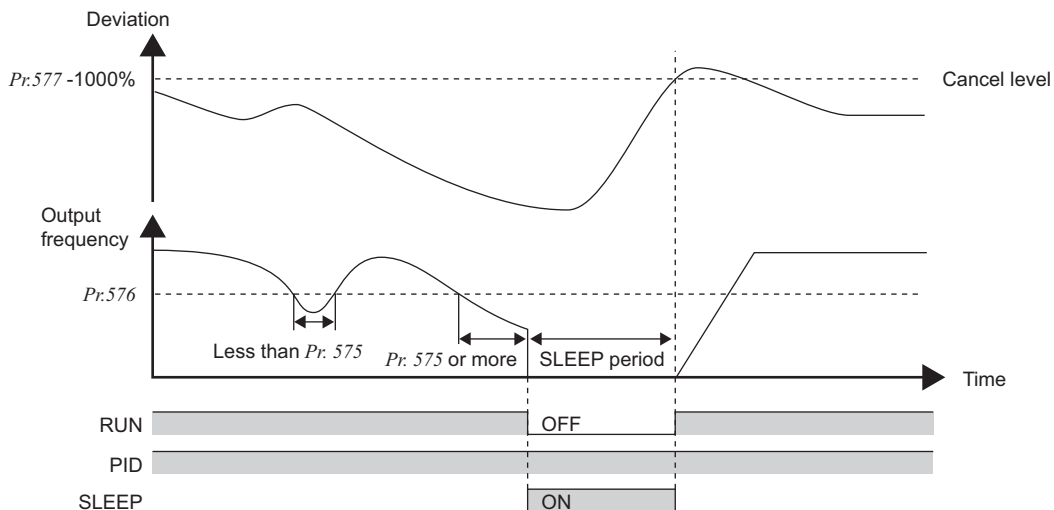 Deviation
Pr.577 -1000%
Cancel level
Output
frequency
Pr.576
Less than Pr. 575
Pr. 575 or more
SLEEP period
Time
RUN
OFF
PID
SLEEP
ON